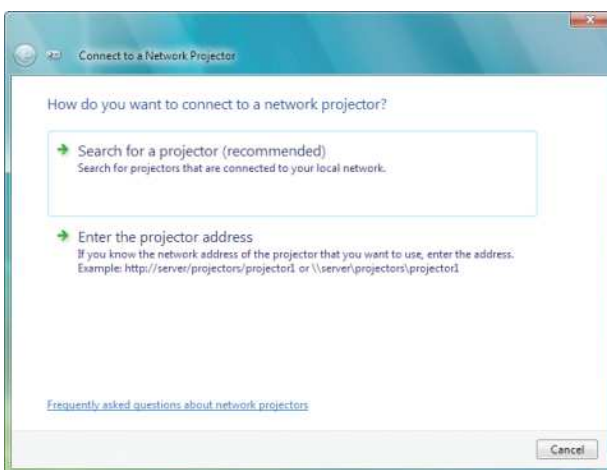 Connect to a Network Projector
How do you want to connect to a network projector?
Search for a projector (recommended)
Search for projectors that are connected to your local network.
Enter the projector address
If you know the network address of the projector that you want to use, enter the address.
Example: http://server/projectors/projector1 or \\server\projectors\projector1
Frequently asked questions about network projectors
Cancel